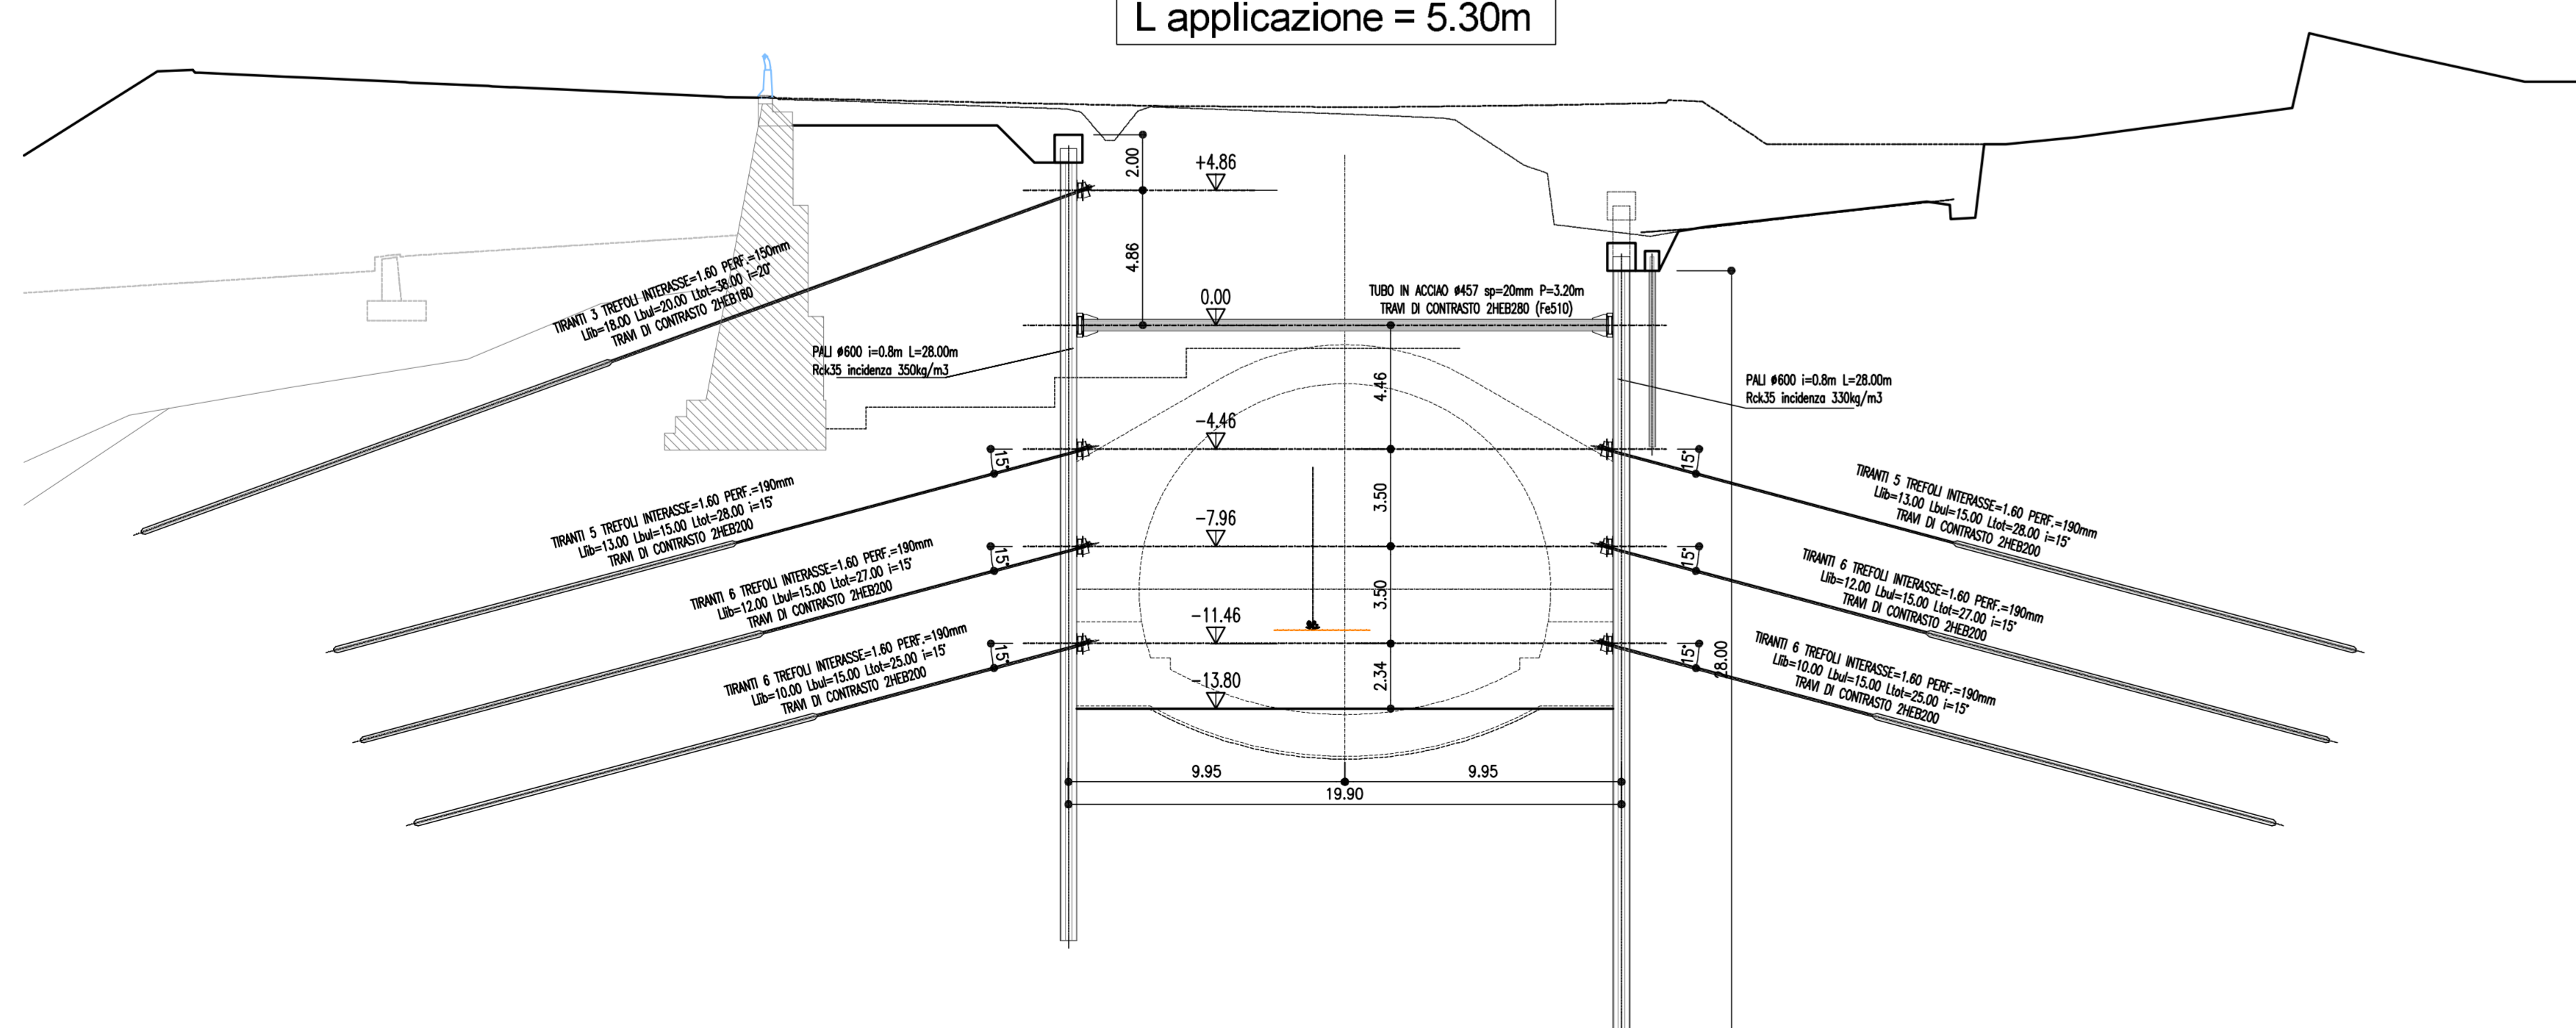 L applicazione = 5.30m
2.00
+4.86
4.86
TIRANTI 3 TREFOLI INTERASSE=1.60 PERF.=150mm
Llib=18.00 Lbul=20.00 Ltot=38.00 i=20°
TRAVI DI CONTRASTO 2HEB180
0.00
TUBO IN ACCIAO ø457 sp=20mm P=3.20m
TRAVI DI CONTRASTO 2HEB280 (Fe510)
PALI ø600 i=0.8m L=28.00m
Rck35 incidenza 350kg/m3
PALI ø600 i=0.8m L=28.00m
Rck35 incidenza 330kg/m3
4.46
-4.46
15°
15°
TIRANTI 5 TREFOLI INTERASSE=1.60 PERF.=190mm
Llib=13.00 Lbul=15.00 Ltot=28.00 i=15°
TRAVI DI CONTRASTO 2HEB200
TIRANTI 5 TREFOLI INTERASSE=1.60 PERF.=190mm
Llib=13.00 Lbul=15.00 Ltot=28.00 i=15°
TRAVI DI CONTRASTO 2HEB200
3.50
-7.96
15°
15°
TIRANTI 6 TREFOLI INTERASSE=1.60 PERF.=190mm
Llib=12.00 Lbul=15.00 Ltot=27.00 i=15°
TRAVI DI CONTRASTO 2HEB200
TIRANTI 6 TREFOLI INTERASSE=1.60 PERF.=190mm
Llib=12.00 Lbul=15.00 Ltot=27.00 i=15°
TRAVI DI CONTRASTO 2HEB200
3.50
-11.46
15°
15°
28.00
TIRANTI 6 TREFOLI INTERASSE=1.60 PERF.=190mm
Llib=10.00 Lbul=15.00 Ltot=25.00 i=15°
TRAVI DI CONTRASTO 2HEB200
TIRANTI 6 TREFOLI INTERASSE=1.60 PERF.=190mm
Llib=10.00 Lbul=15.00 Ltot=25.00 i=15°
TRAVI DI CONTRASTO 2HEB200
2.34
-13.80
9.95
9.95
19.90